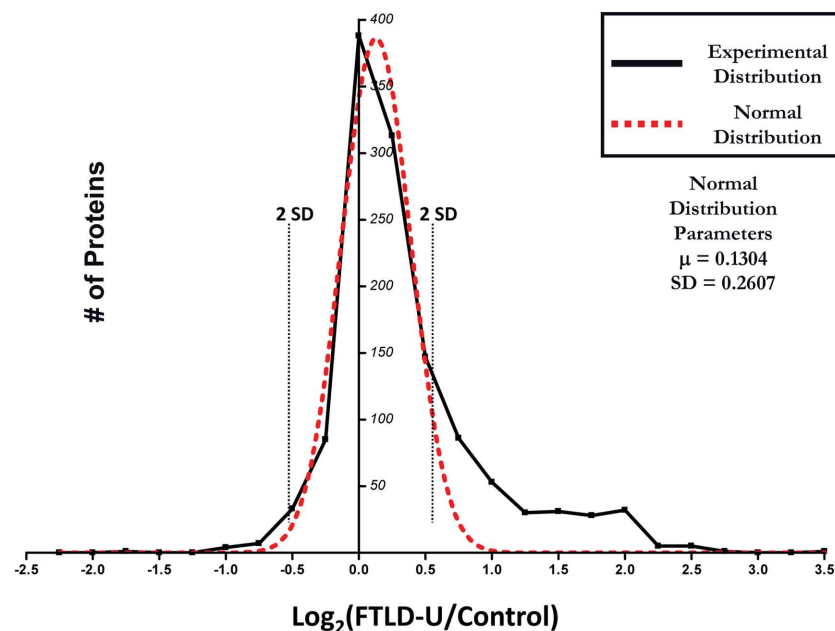 400
350
300
250
200
150
100
50
# of Proteins
2 SD
2 SD
Experimental
Distribution
Normal
Distribution
Normal
Distribution
Parameters
μ = 0.1304
SD = 0.2607
-2.5 -2.0 -1.5 -1.0 -0.5 0.0 0.5 1.0 1.5 2.0 2.5 3.0 3.5
Log₂(FTLD-U/Control)